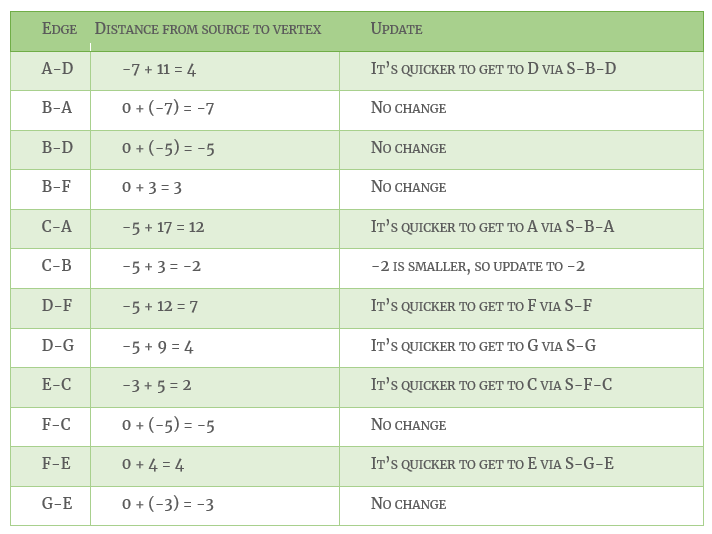 Edge Distance from source to vertex Update
A-D -7 + 11 = 4 It's quicker to get to D via S-B-D
B-A 0 + (-7) = -7 No change
B-D 0 + (-5) = -5 No change
B-F 0 + 3 = 3 No change
C-A -5 + 17 = 12 It's quicker to get to A via S-B-A
C-B -5 + 3 = -2 -2 is smaller, so update to -2
D-F -5 + 12 = 7 It's quicker to get to F via S-F
D-G -5 + 9 = 4 It's quicker to get to G via S-G
E-C -3 + 5 = 2 It's quicker to get to C via S-F-C
F-C 0 + (-5) = -5 No change
F-E 0 + 4 = 4 It's quicker to get to E via S-G-E
G-E 0 + (-3) = -3 No change